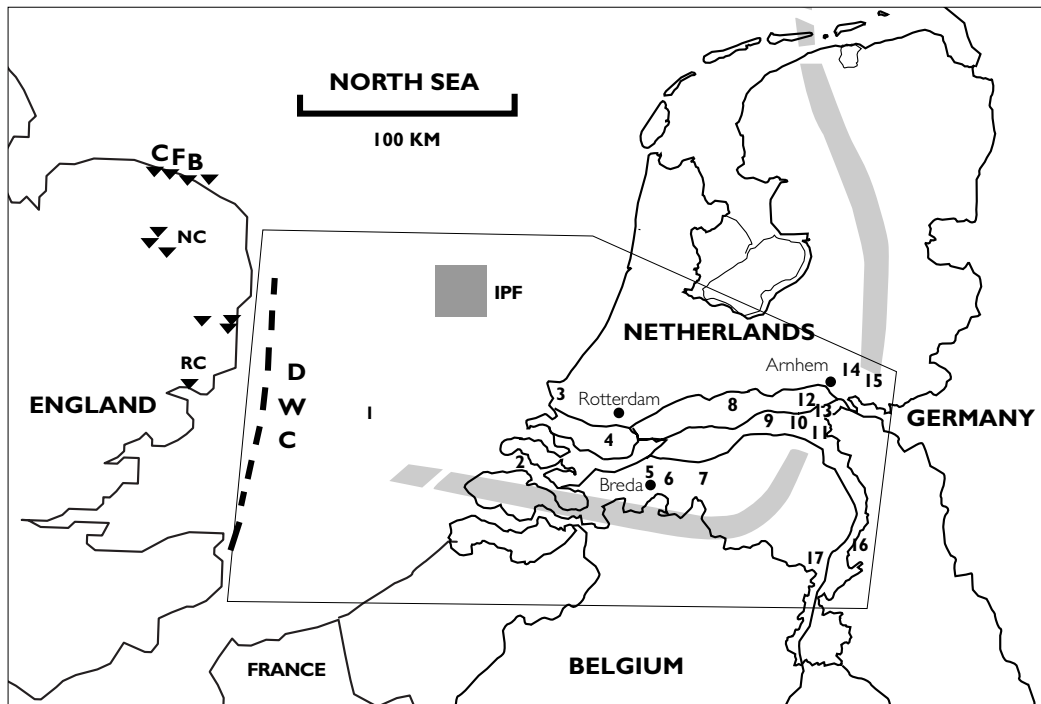 NORTH SEA
100 KM
C F B
NC
IPF
NETHERLANDS
RC
D
W
C
ENGLAND
1
Arnhem
14
15
3
Rotterdam
8
12
13
GERMANY
4
9
10
11
2
5
6
7
Breda
17
16
FRANCE
BELGIUM